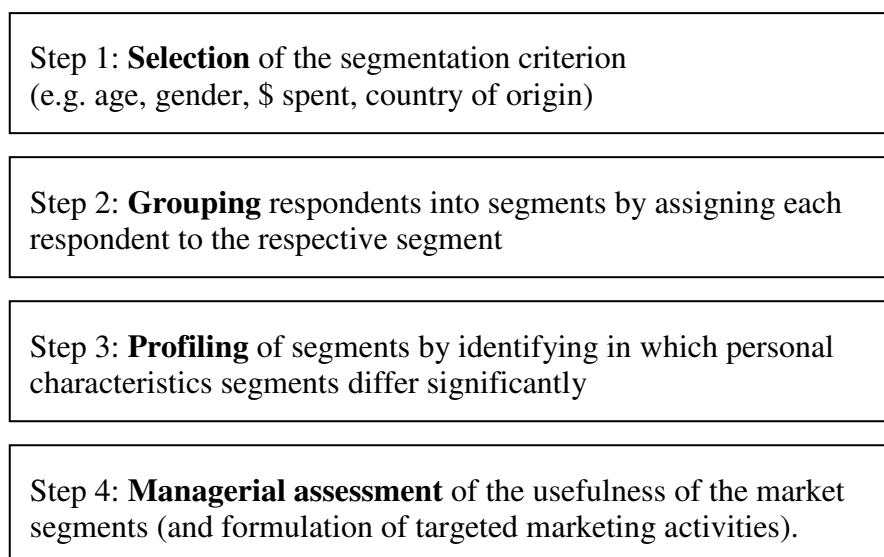 Step 1: Selection of the segmentation criterion
(e.g. age, gender, $ spent, country of origin)
Step 2: Grouping respondents into segments by assigning each
respondent to the respective segment
Step 3: Profiling of segments by identifying in which personal
characteristics segments differ significantly
Step 4: Managerial assessment of the usefulness of the market
segments (and formulation of targeted marketing activities).